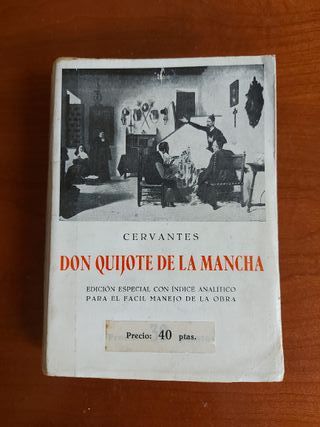 CERVANTES
DON QUIJOTE DE LA MANCHA
EDICIÓN ESPECIAL CON ÍNDICE ANALÍTICO
PARA EL FACIL MANEJO DE LA OBRA
Precio: 40 ptas.